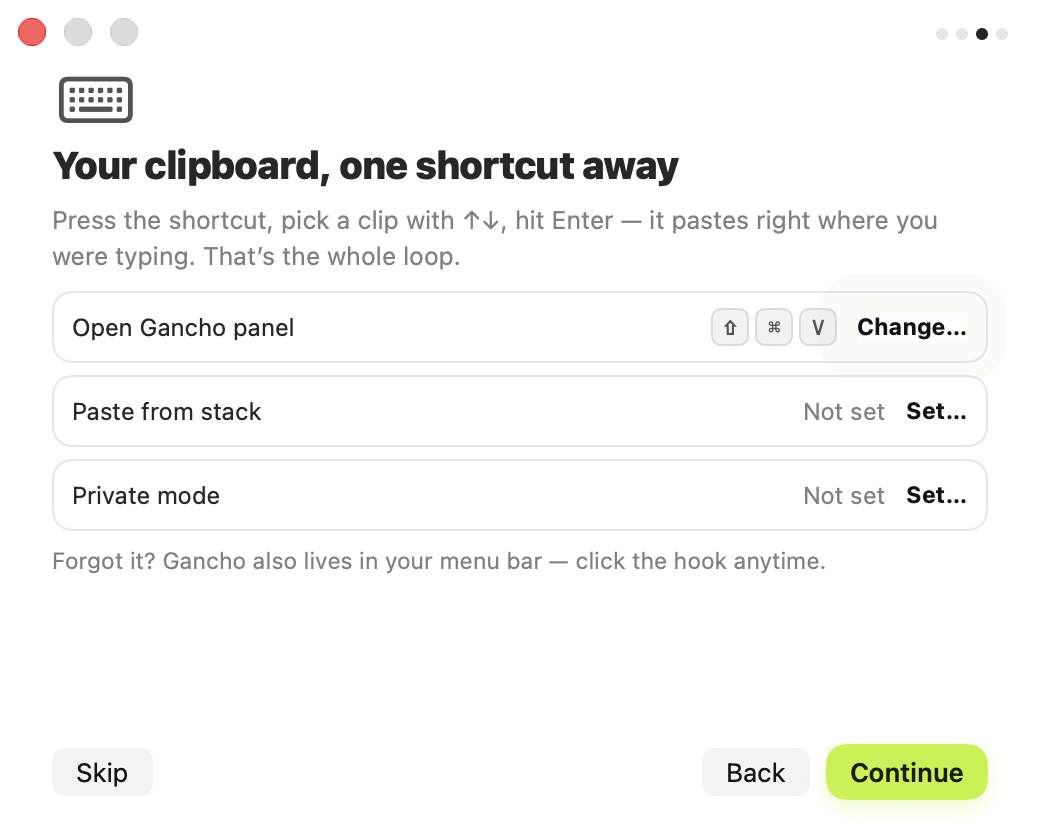 Your clipboard, one shortcut away
Press the shortcut, pick a clip with ↑↓, hit Enter — it pastes right where you
were typing. That’s the whole loop.
Open Gancho panel ⇧ ⌘ V Change...
Paste from stack Not set Set...
Private mode Not set Set...
Forgot it? Gancho also lives in your menu bar — click the hook anytime.
Skip Back Continue